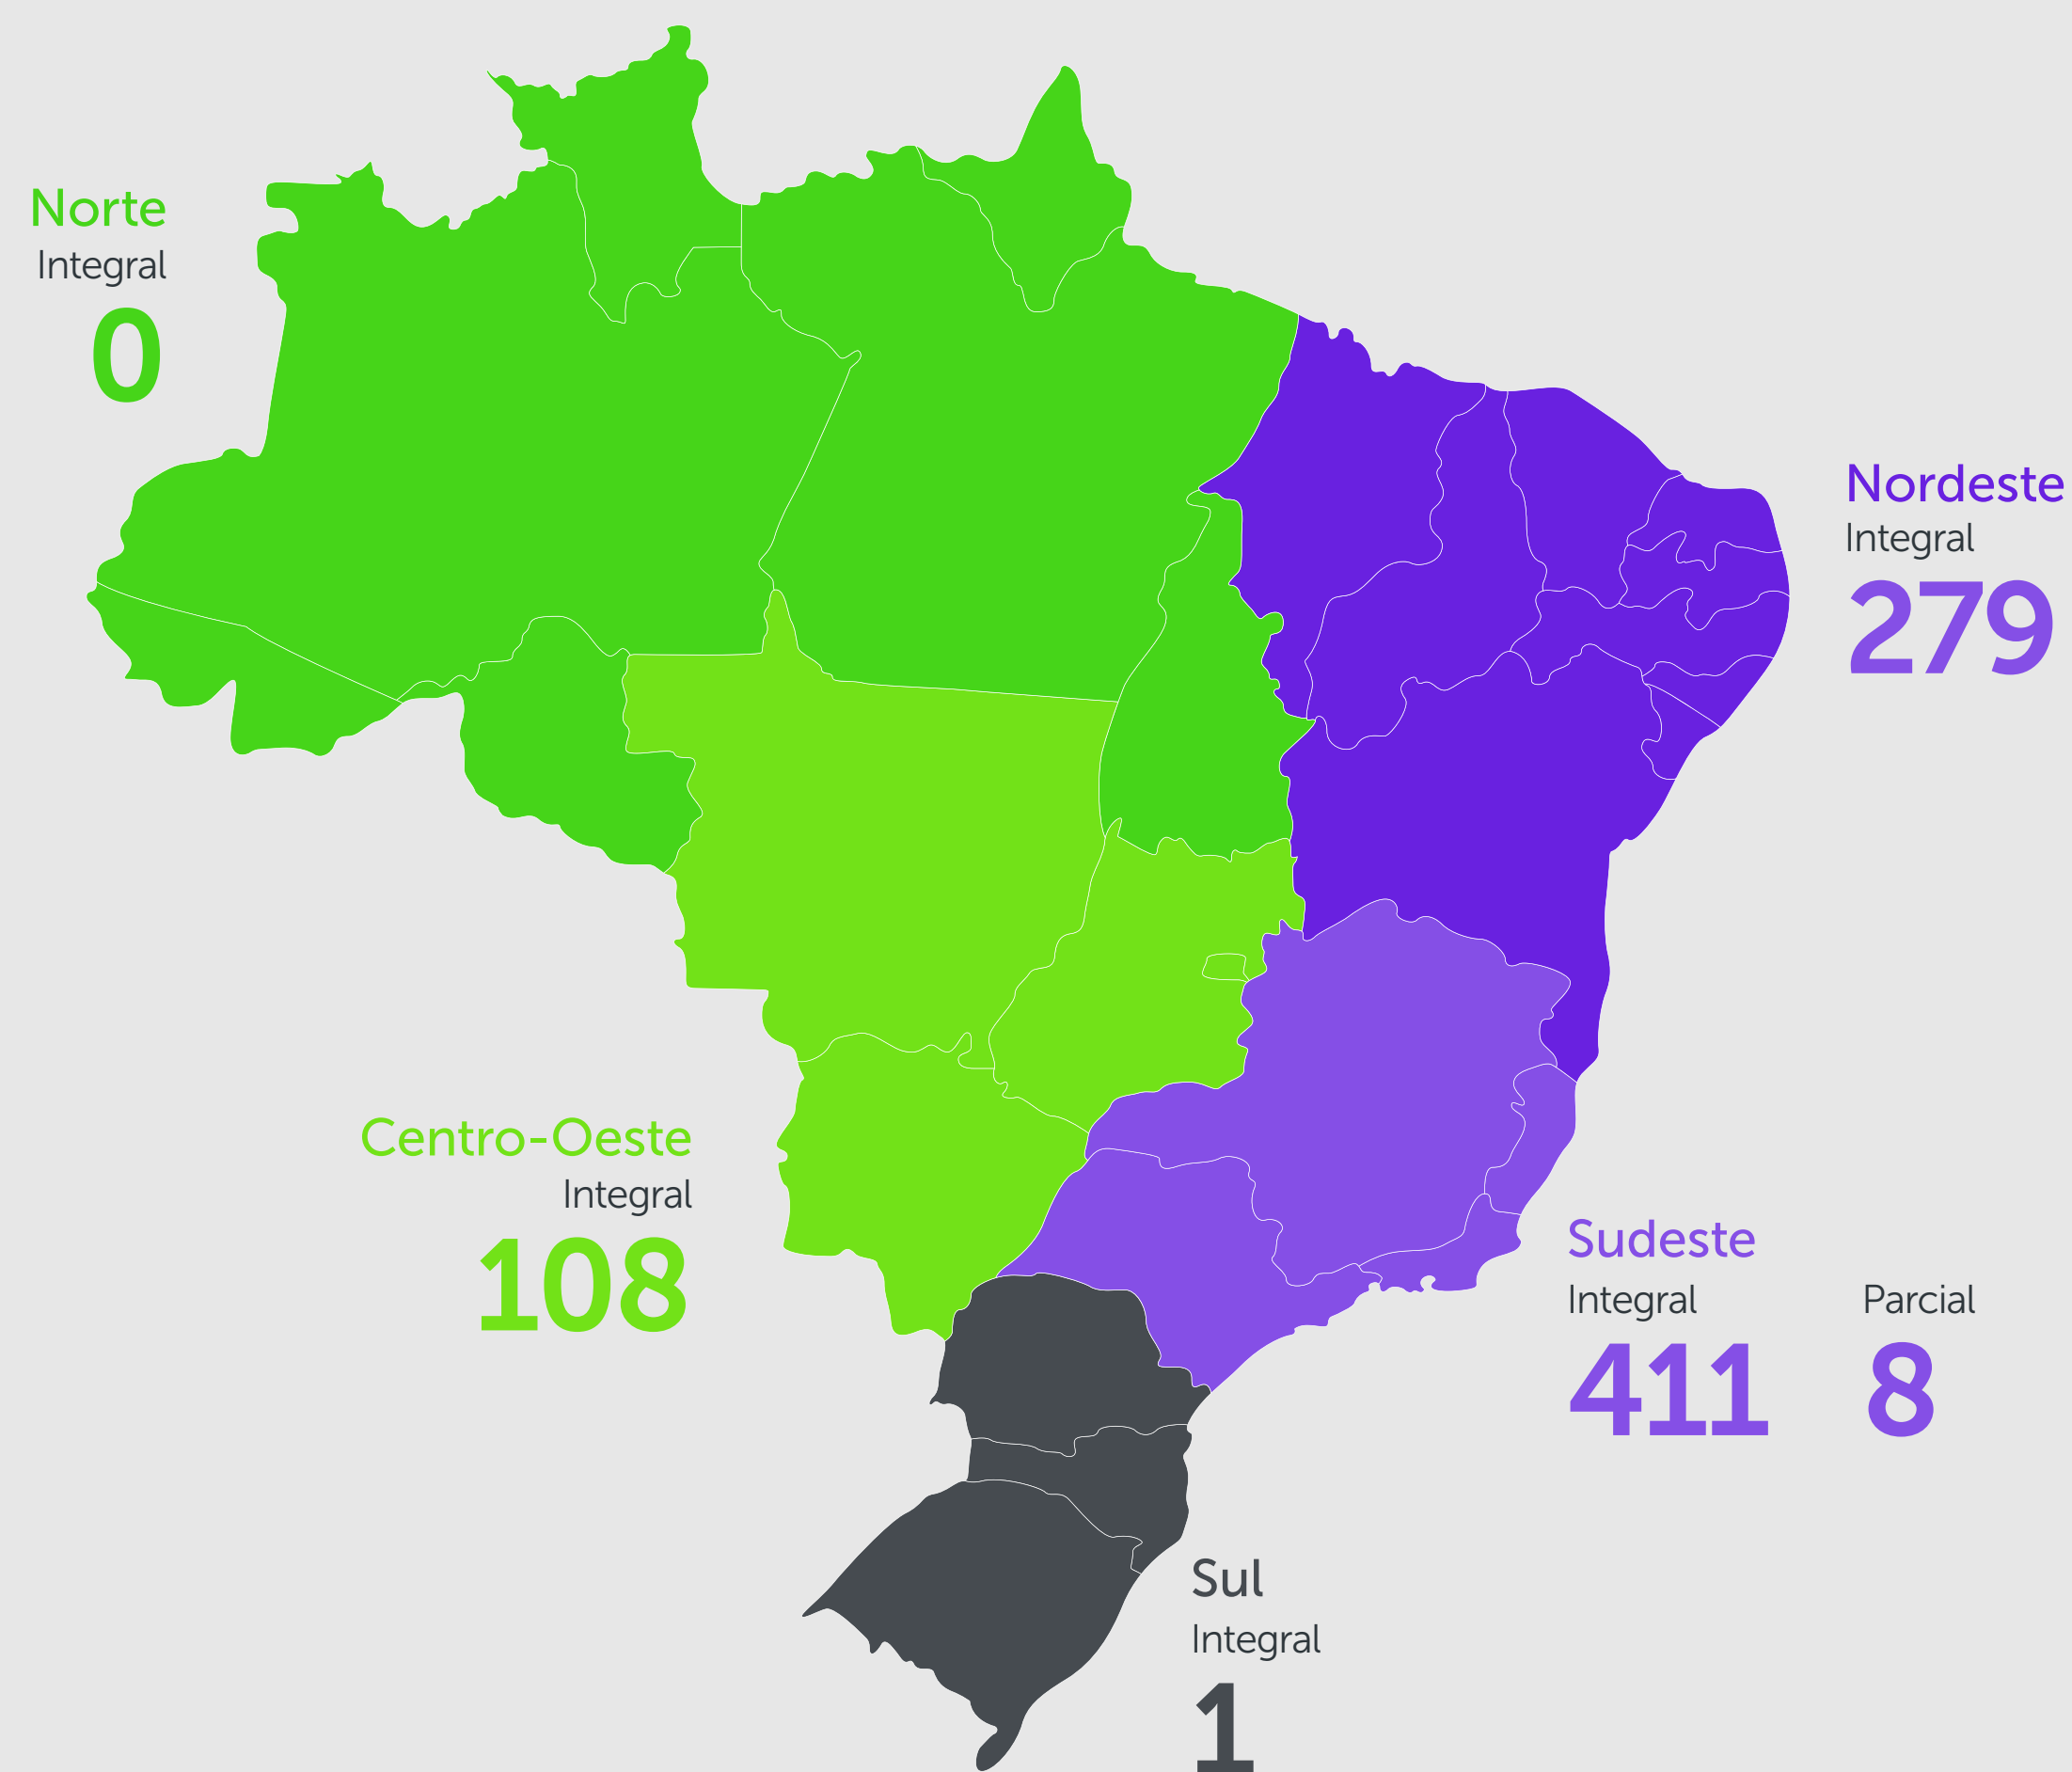 Norte
Integral
0
Nordeste
Integral
279
Centro-Oeste
Integral
108
Sudeste
Integral Parcial
411 8
Sul
Integral
1